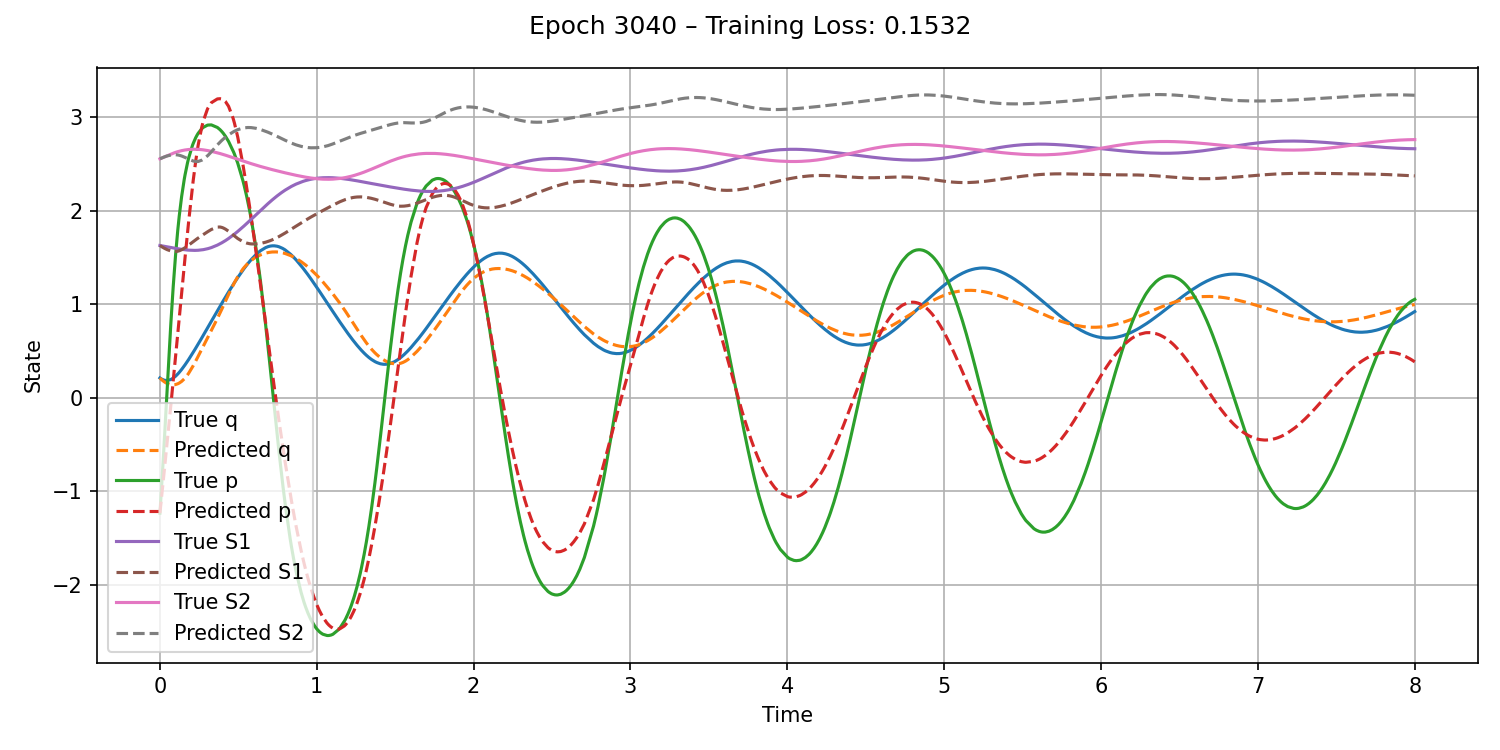 Epoch 3040 – Training Loss: 0.1532
3
2
1
0
−1
−2
State
True q
Predicted q
True p
Predicted p
True S1
Predicted S1
True S2
Predicted S2
0 1 2 3 4 5 6 7 8
Time